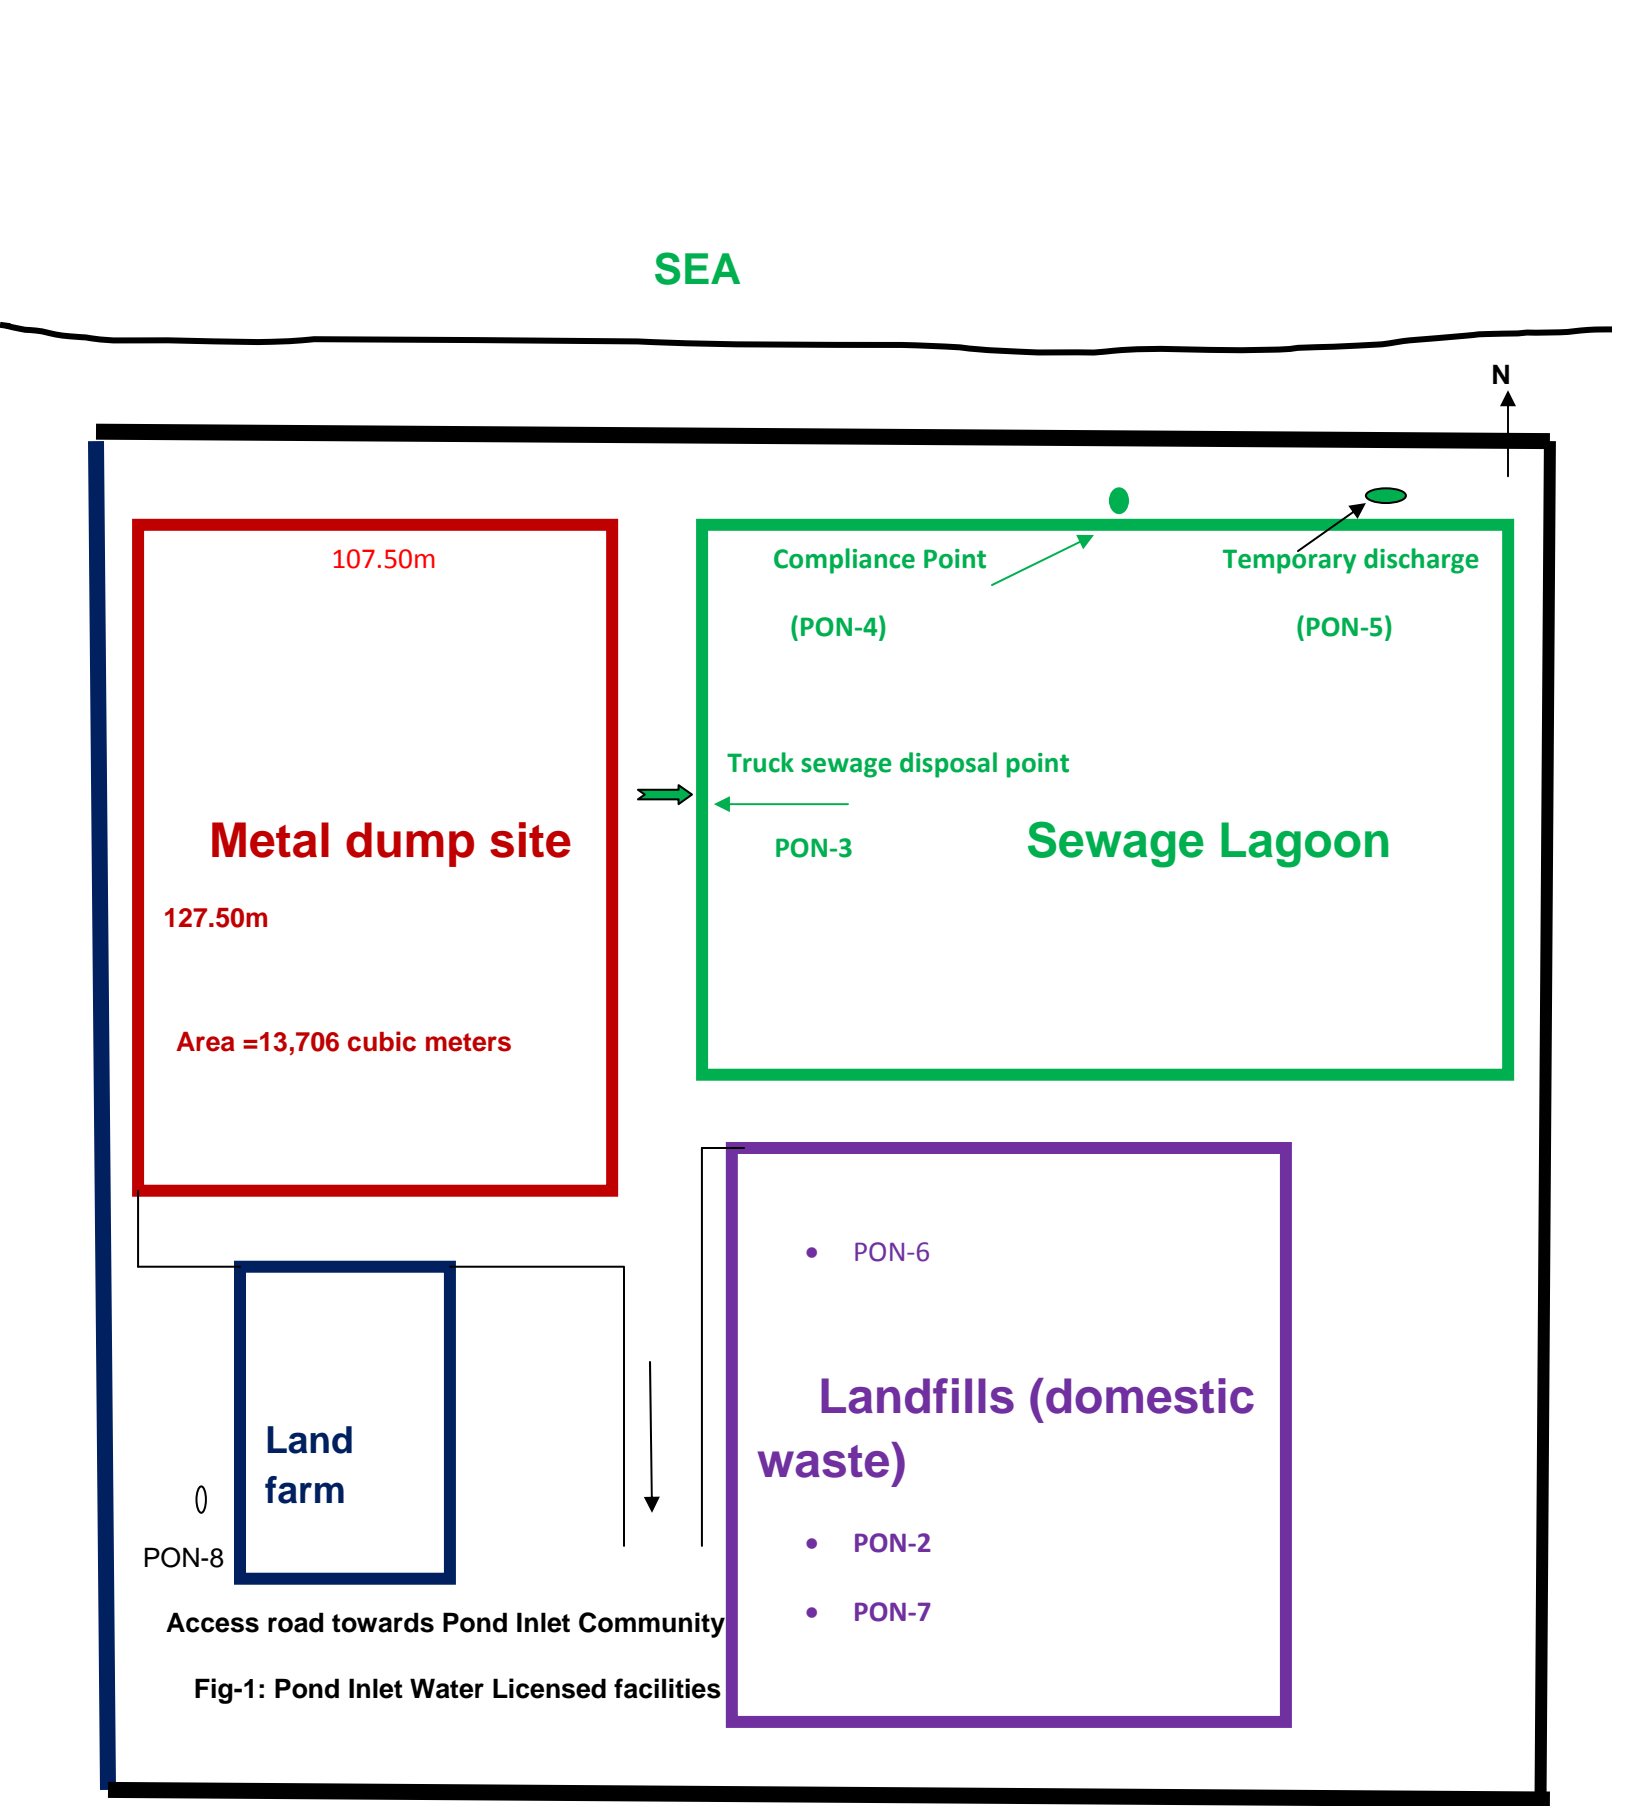 SEA
N
107.50m
Compliance Point
Temporary discharge
(PON-4)
(PON-5)
Truck sewage disposal point
Metal dump site
PON-3
Sewage Lagoon
127.50m
Area =13,706 cubic meters
• PON-6
Landfills (domestic
waste)
Land
farm
• PON-2
PON-8
• PON-7
Access road towards Pond Inlet Community
Fig-1: Pond Inlet Water Licensed facilities